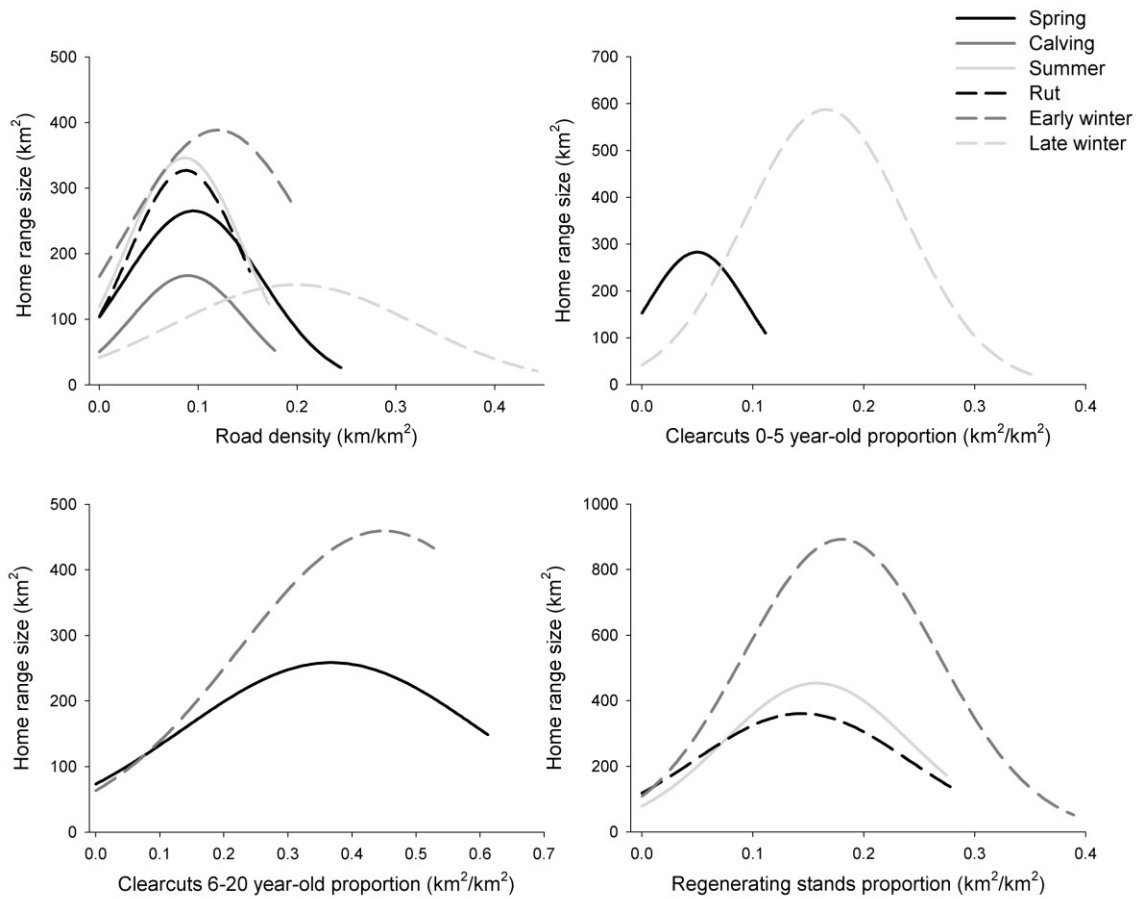 Spring
Calving
Summer
Rut
Early winter
Late winter
500
400
300
200
100
0
Home range size (km²)
0.0 0.1 0.2 0.3 0.4
Road density (km/km²)
700
600
500
400
300
200
100
0
Home range size (km²)
0.0 0.1 0.2 0.3 0.4
Clearcuts 0-5 year-old proportion (km²/km²)
500
400
300
200
100
0
Home range size (km²)
0.0 0.1 0.2 0.3 0.4 0.5 0.6 0.7
Clearcuts 6-20 year-old proportion (km²/km²)
1000
800
600
400
200
0
Home range size (km²)
0.0 0.1 0.2 0.3 0.4
Regenerating stands proportion (km²/km²)